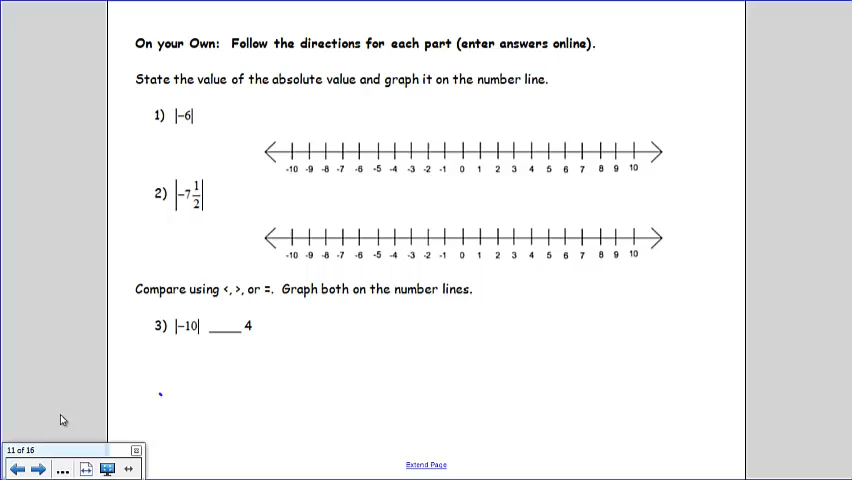 On your Own: Follow the directions for each part (enter answers online).
State the value of the absolute value and graph it on the number line.
1) |-6|
-10 -9 -8 -7 -6 -5 -4 -3 -2 -1 0 1 2 3 4 5 6 7 8 9 10
2) |-7 1/2|
-10 -9 -8 -7 -6 -5 -4 -3 -2 -1 0 1 2 3 4 5 6 7 8 9 10
Compare using <, >, or =. Graph both on the number lines.
3) |-10| ____ 4
11 of 16
...
Extend Page